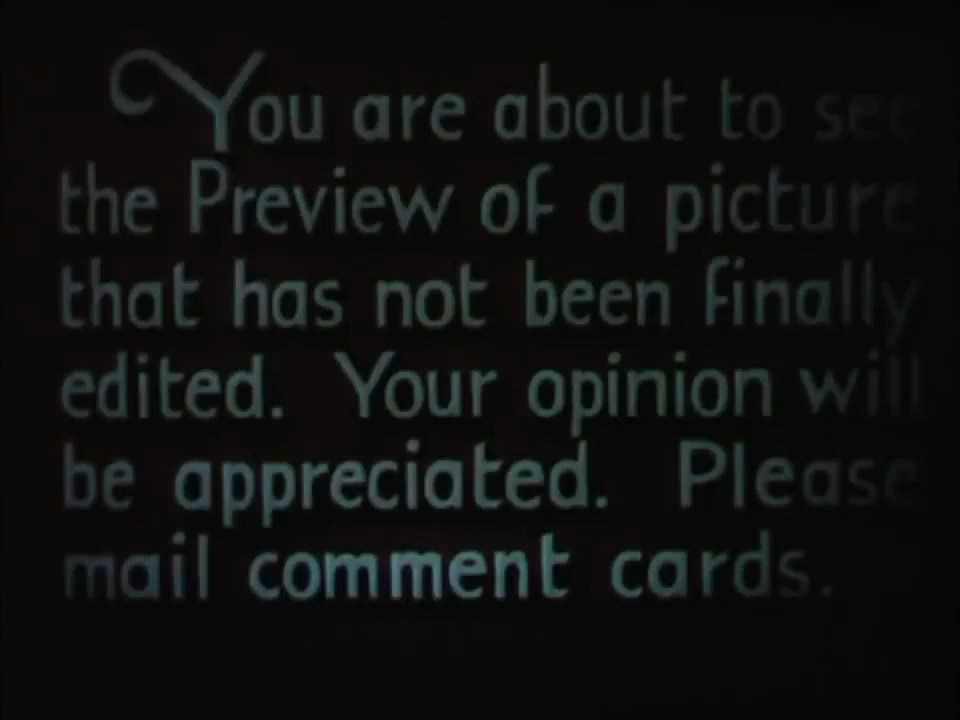 You are about to see
the Preview of a picture
that has not been finally
edited. Your opinion will
be appreciated. Please
mail comment cards.